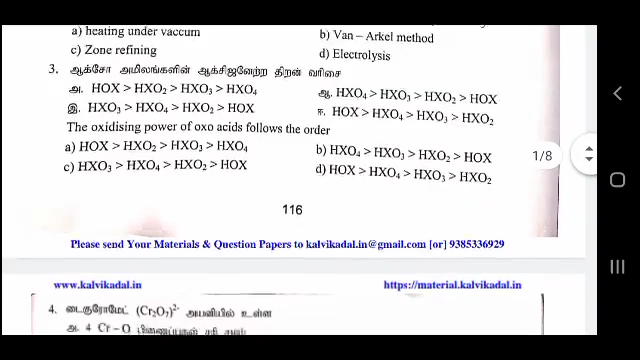 a) heating under vaccum
b) Van – Arkel method
c) Zone refining
d) Electrolysis
3. ஆக்சோ அமிலங்களின் ஆக்சிஜனேற்ற திறன் வரிசை
அ. HOX > HXO₂ > HXO₃ > HXO₄
ஆ. HXO₄ > HXO₃ > HXO₂ > HOX
இ. HXO₃ > HXO₄ > HXO₂ > HOX
ஈ. HOX > HXO₄ > HXO₃ > HXO₂
The oxidising power of oxo acids follows the order
a) HOX > HXO₂ > HXO₃ > HXO₄
b) HXO₄ > HXO₃ > HXO₂ > HOX
c) HXO₃ > HXO₄ > HXO₂ > HOX
d) HOX > HXO₄ > HXO₃ > HXO₂
1/8
116
Please send Your Materials & Question Papers to kalvikadal.in@gmail.com [or] 9385336929
www.kalvikadal.in
https://material.kalvikadal.in
4. டைகுரோமேட் (Cr₂O₇)²⁻ அயனியில் உள்ள
அ. 4 Cr – O